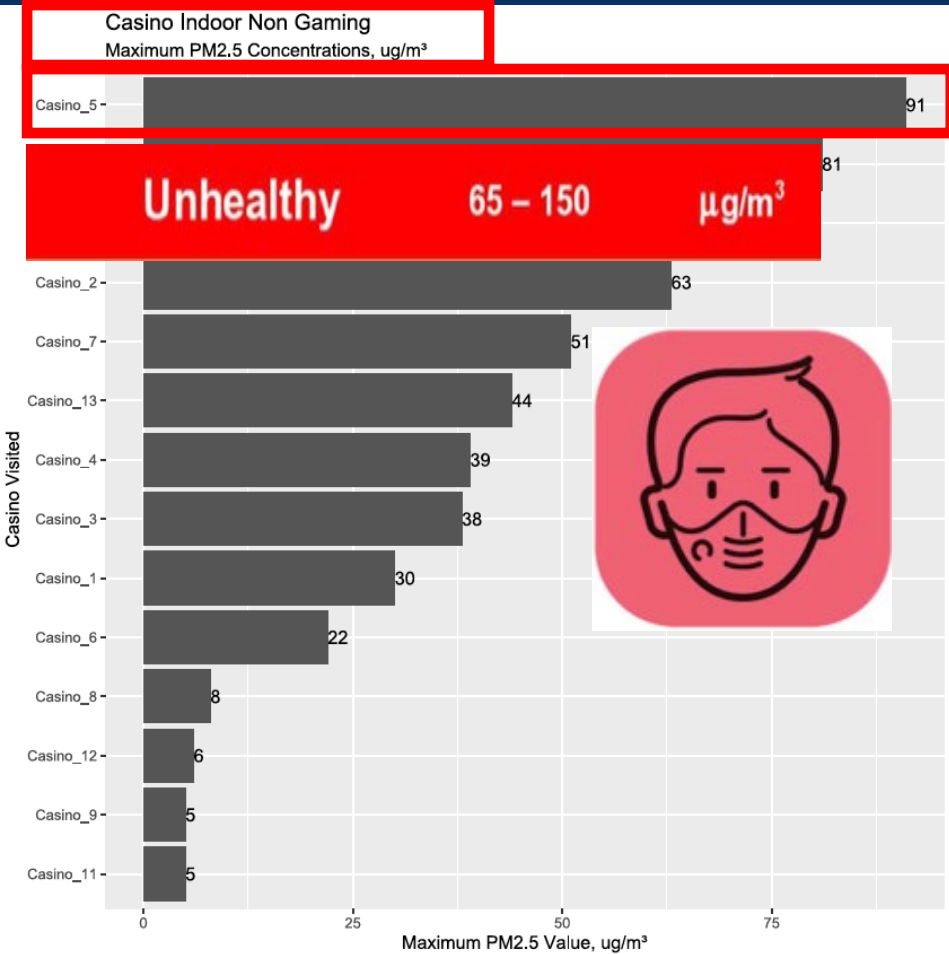 Casino Indoor Non Gaming
Maximum PM2.5 Concentrations, ug/m³
Casino_5 91
81
Unhealthy 65 – 150 µg/m³
Casino_2 63
Casino_7 51
Casino_13 44
Casino_4 39
Casino_3 38
Casino_1 30
Casino_6 22
Casino_8 8
Casino_12 6
Casino_9 5
Casino_11 5
Casino Visited
0 25 50 75
Maximum PM2.5 Value, ug/m³